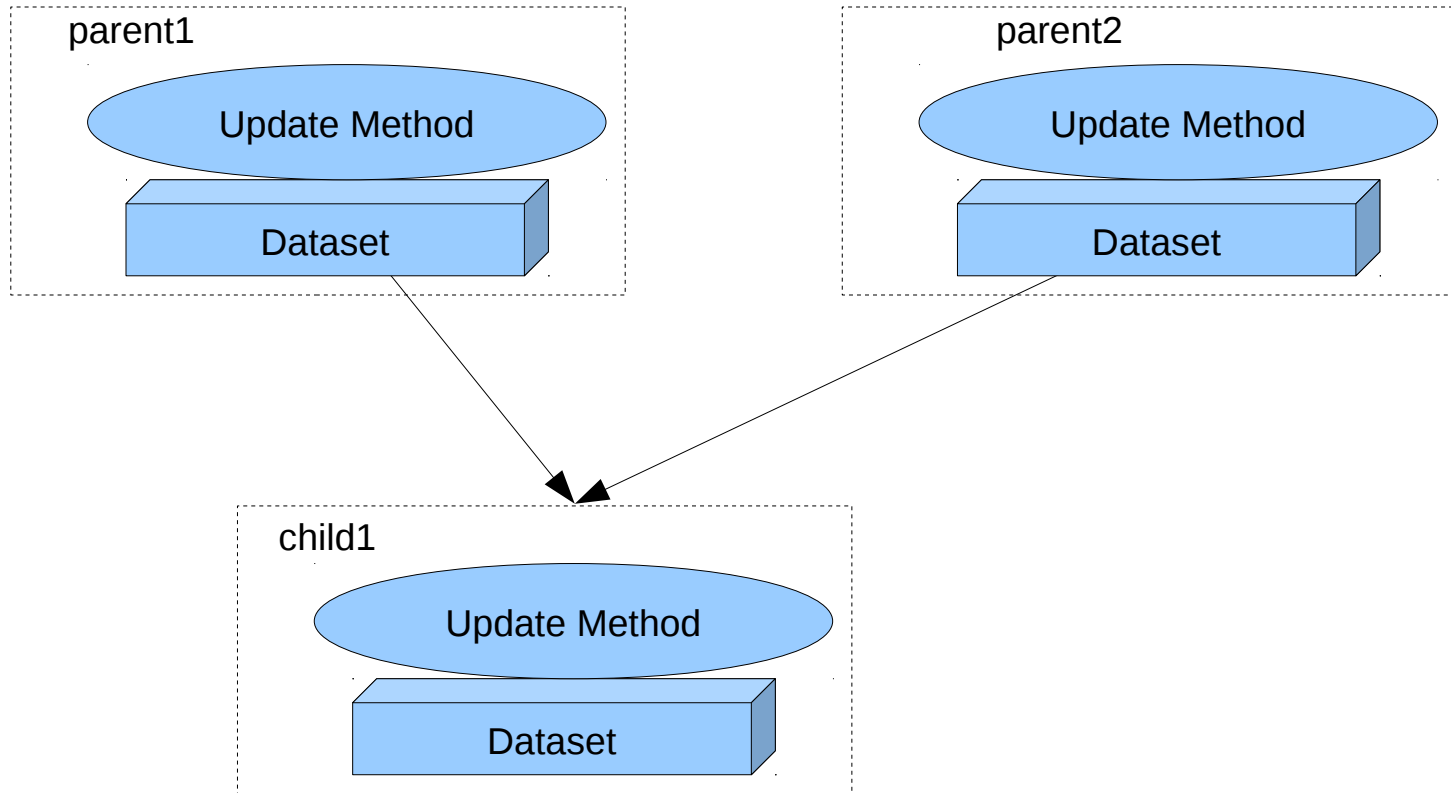 parent1
Update Method
Dataset
parent2
Update Method
Dataset
child1
Update Method
Dataset